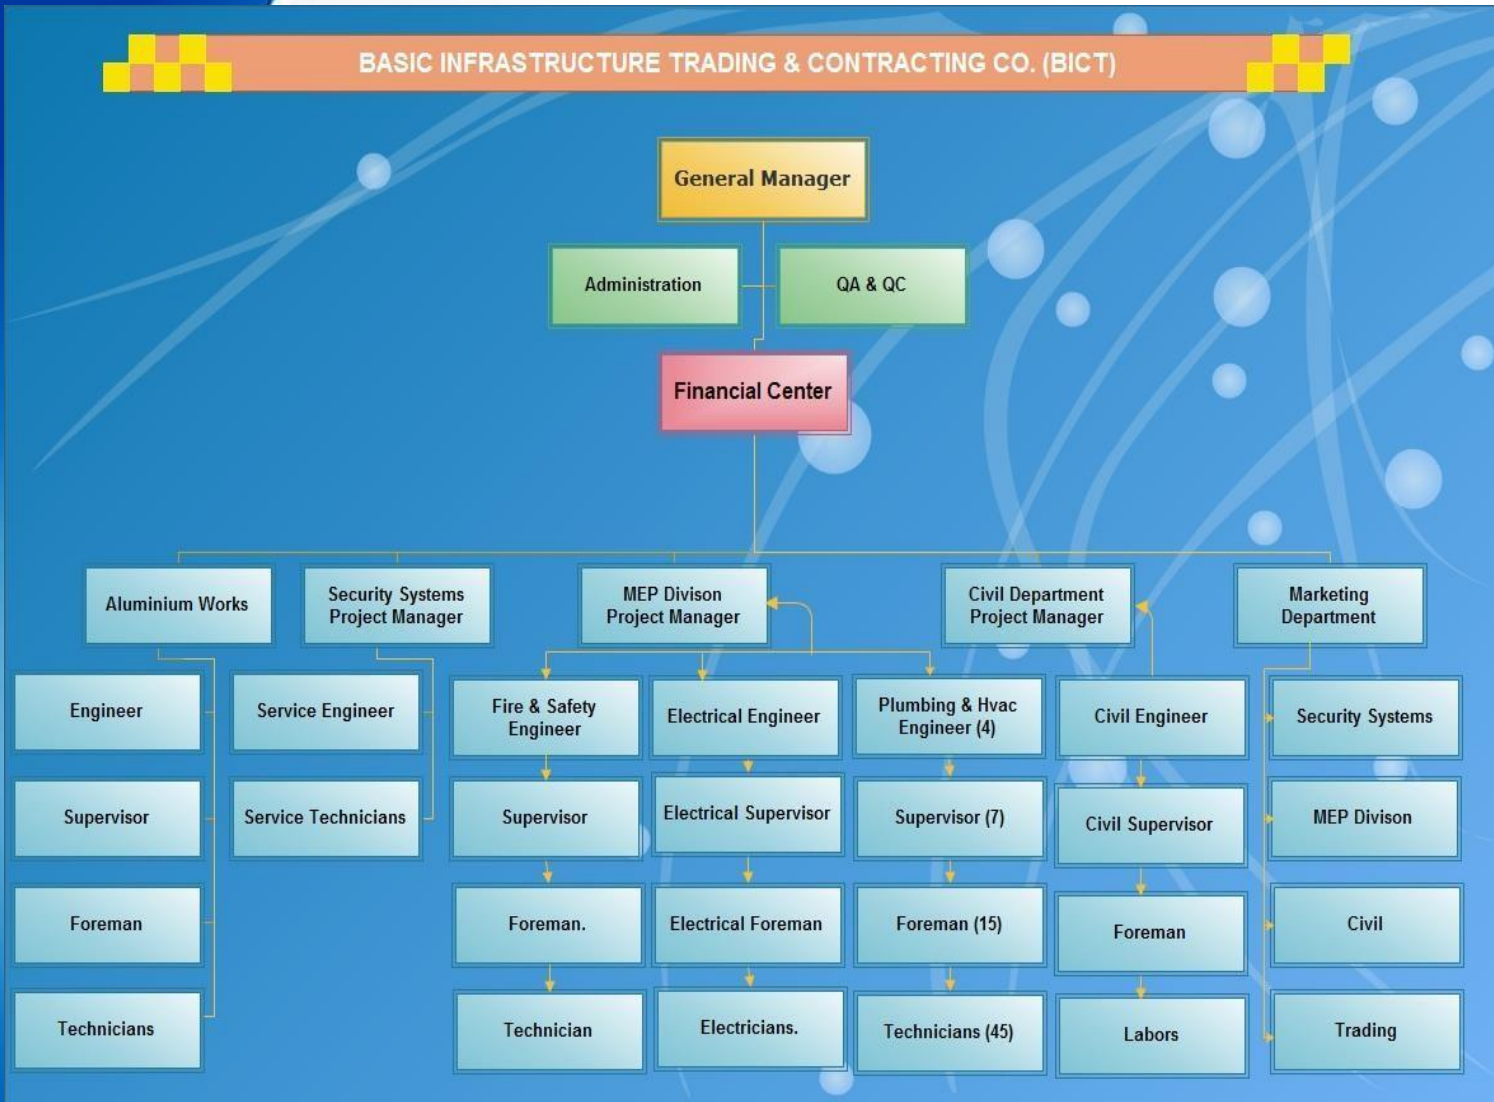 BASIC INFRASTRUCTURE TRADING & CONTRACTING CO. (BICT)
General Manager
Administration
QA & QC
Financial Center
Aluminium Works
Security Systems
Project Manager
MEP Divison
Project Manager
Civil Department
Project Manager
Marketing
Department
Engineer
Service Engineer
Fire & Safety
Engineer
Electrical Engineer
Plumbing & Hvac
Engineer (4)
Civil Engineer
Security Systems
Supervisor
Service Technicians
Supervisor
Electrical Supervisor
Supervisor (7)
Civil Supervisor
MEP Divison
Foreman
Foreman.
Electrical Foreman
Foreman (15)
Foreman
Civil
Technicians
Technician
Electricians.
Technicians (45)
Labors
Trading